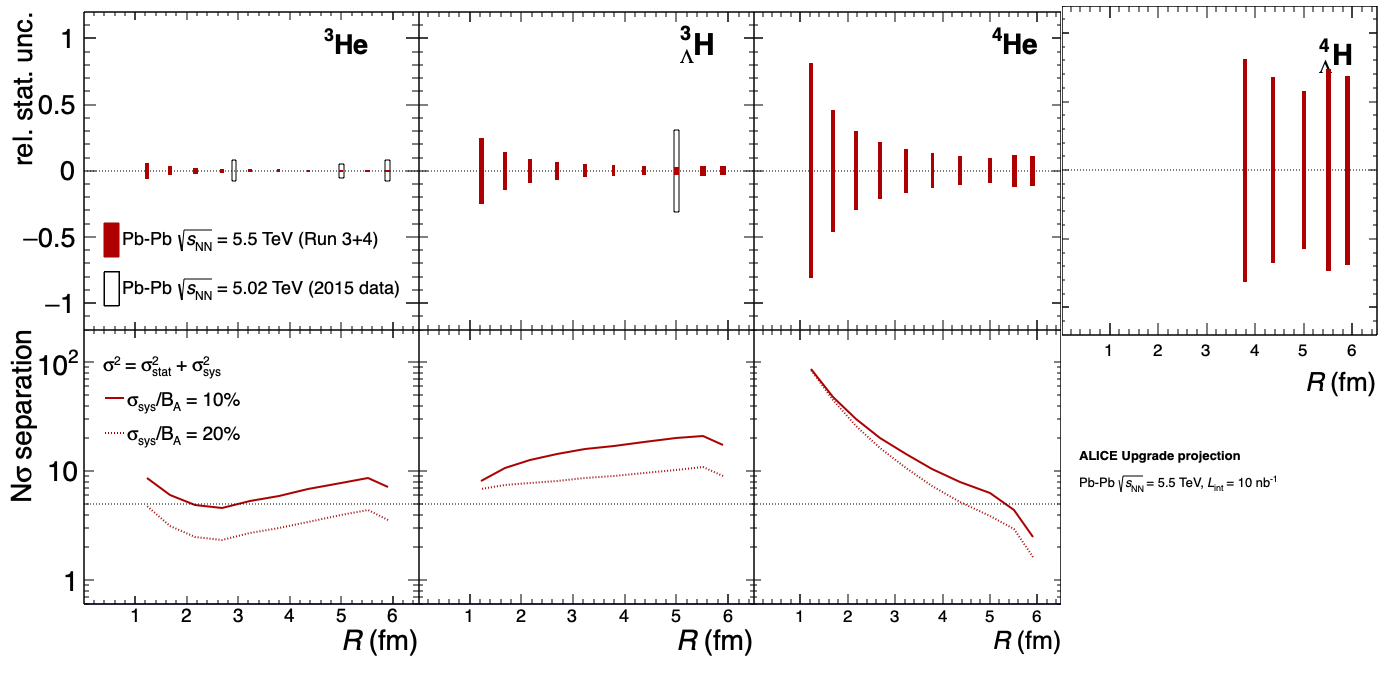 rel. stat. unc.
1
0.5
0
−0.5
−1
³He
Pb-Pb √sNN = 5.5 TeV (Run 3+4)
Pb-Pb √sNN = 5.02 TeV (2015 data)
³ΛH
⁴He
⁴ΛH
1 2 3 4 5 6
R (fm)
Nσ separation
10²
10
1
σ² = σ²stat + σ²sys
σsys/BA = 10%
σsys/BA = 20%
1 2 3 4 5 6
R (fm)
1 2 3 4 5 6
R (fm)
1 2 3 4 5 6
R (fm)
ALICE Upgrade projection
Pb-Pb √sNN = 5.5 TeV, Lint = 10 nb⁻¹